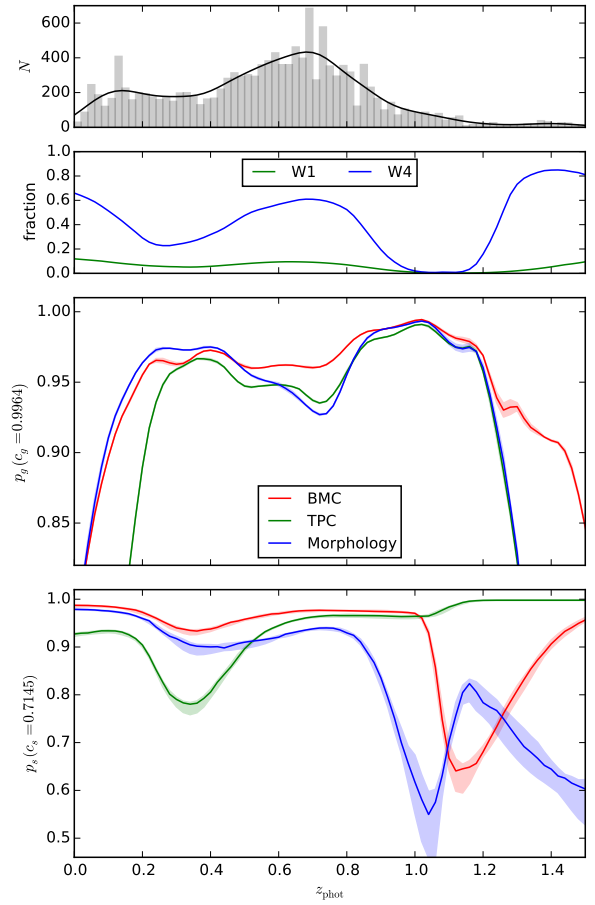 600
400
200
0
N
1.0
0.8
0.6
0.4
0.2
0.0
fraction
W1 W4
1.00
0.95
0.90
0.85
p_g (c_g = 0.9964)
BMC
TPC
Morphology
1.0
0.9
0.8
0.7
0.6
0.5
p_s (c_s = 0.7145)
0.0 0.2 0.4 0.6 0.8 1.0 1.2 1.4
z_phot